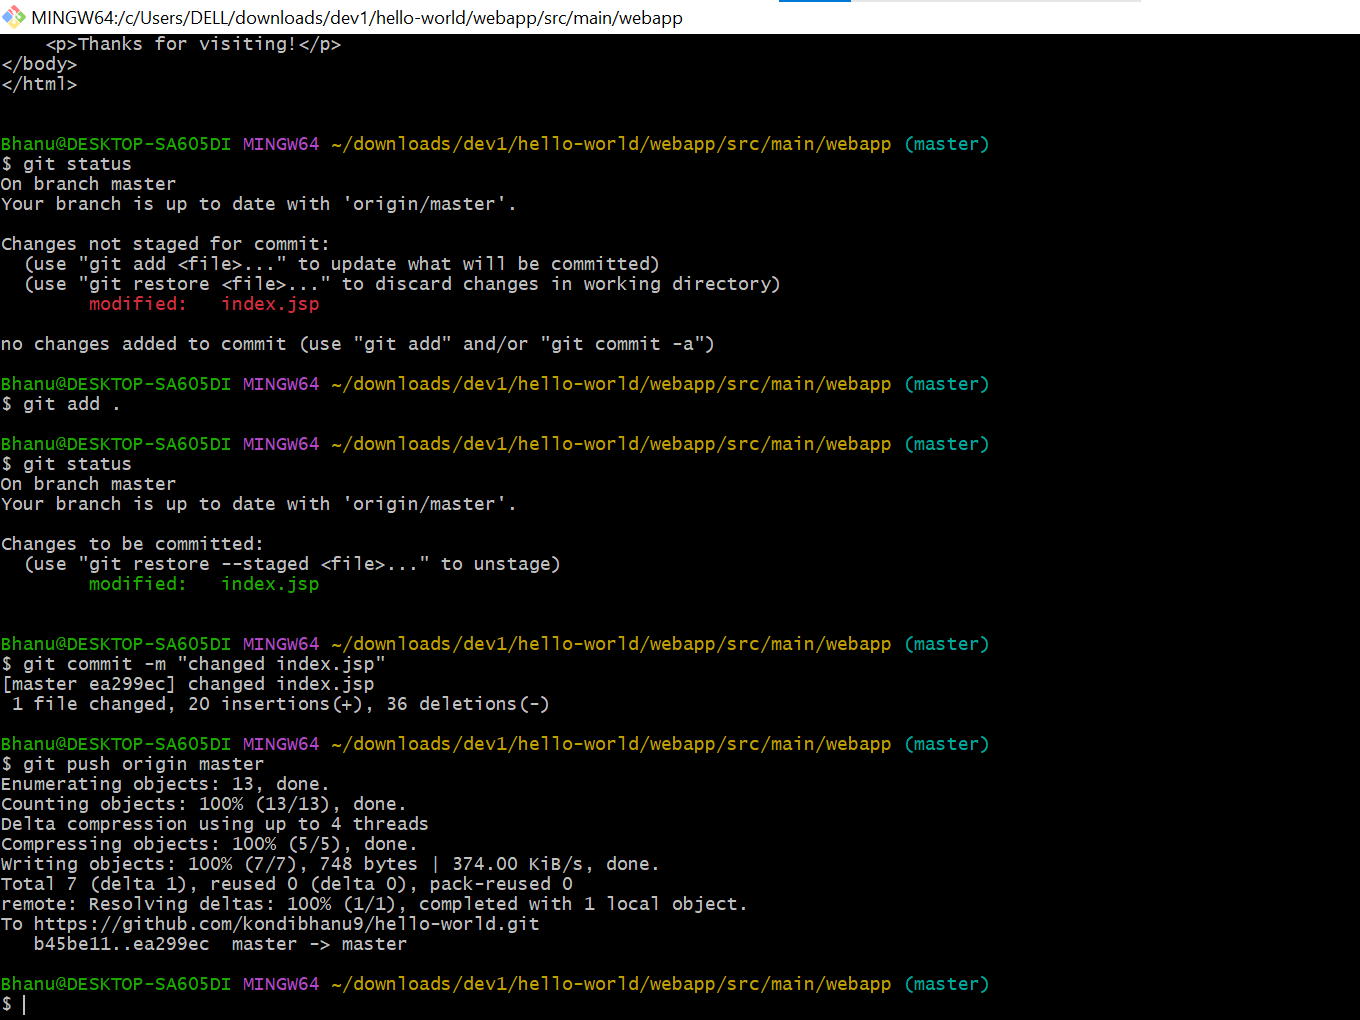 MINGW64:/c/Users/DELL/downloads/dev1/hello-world/webapp/src/main/webapp
    <p>Thanks for visiting!</p>
</body>
</html>
Bhanu@DESKTOP-SA605DI MINGW64 ~/downloads/dev1/hello-world/webapp/src/main/webapp (master)
$ git status
On branch master
Your branch is up to date with 'origin/master'.
Changes not staged for commit:
  (use "git add <file>..." to update what will be committed)
  (use "git restore <file>..." to discard changes in working directory)
        modified:   index.jsp
no changes added to commit (use "git add" and/or "git commit -a")
Bhanu@DESKTOP-SA605DI MINGW64 ~/downloads/dev1/hello-world/webapp/src/main/webapp (master)
$ git add .
Bhanu@DESKTOP-SA605DI MINGW64 ~/downloads/dev1/hello-world/webapp/src/main/webapp (master)
$ git status
On branch master
Your branch is up to date with 'origin/master'.
Changes to be committed:
  (use "git restore --staged <file>..." to unstage)
        modified:   index.jsp
Bhanu@DESKTOP-SA605DI MINGW64 ~/downloads/dev1/hello-world/webapp/src/main/webapp (master)
$ git commit -m "changed index.jsp"
[master ea299ec] changed index.jsp
 1 file changed, 20 insertions(+), 36 deletions(-)
Bhanu@DESKTOP-SA605DI MINGW64 ~/downloads/dev1/hello-world/webapp/src/main/webapp (master)
$ git push origin master
Enumerating objects: 13, done.
Counting objects: 100% (13/13), done.
Delta compression using up to 4 threads
Compressing objects: 100% (5/5), done.
Writing objects: 100% (7/7), 748 bytes | 374.00 KiB/s, done.
Total 7 (delta 1), reused 0 (delta 0), pack-reused 0
remote: Resolving deltas: 100% (1/1), completed with 1 local object.
To https://github.com/kondibhanu9/hello-world.git
   b45be11..ea299ec  master -> master
Bhanu@DESKTOP-SA605DI MINGW64 ~/downloads/dev1/hello-world/webapp/src/main/webapp (master)
$